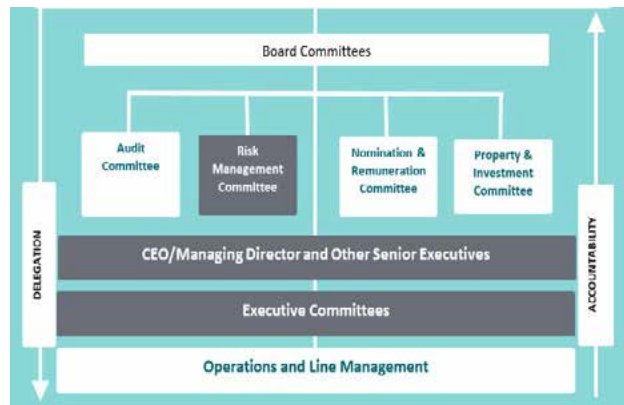 Board Committees
Audit
Committee
Risk
Management
Committee
Nomination &
Remuneration
Committee
Property &
Investment
Committee
DELEGATION
ACCOUNTABILITY
CEO/Managing Director and Other Senior Executives
Executive Committees
Operations and Line Management